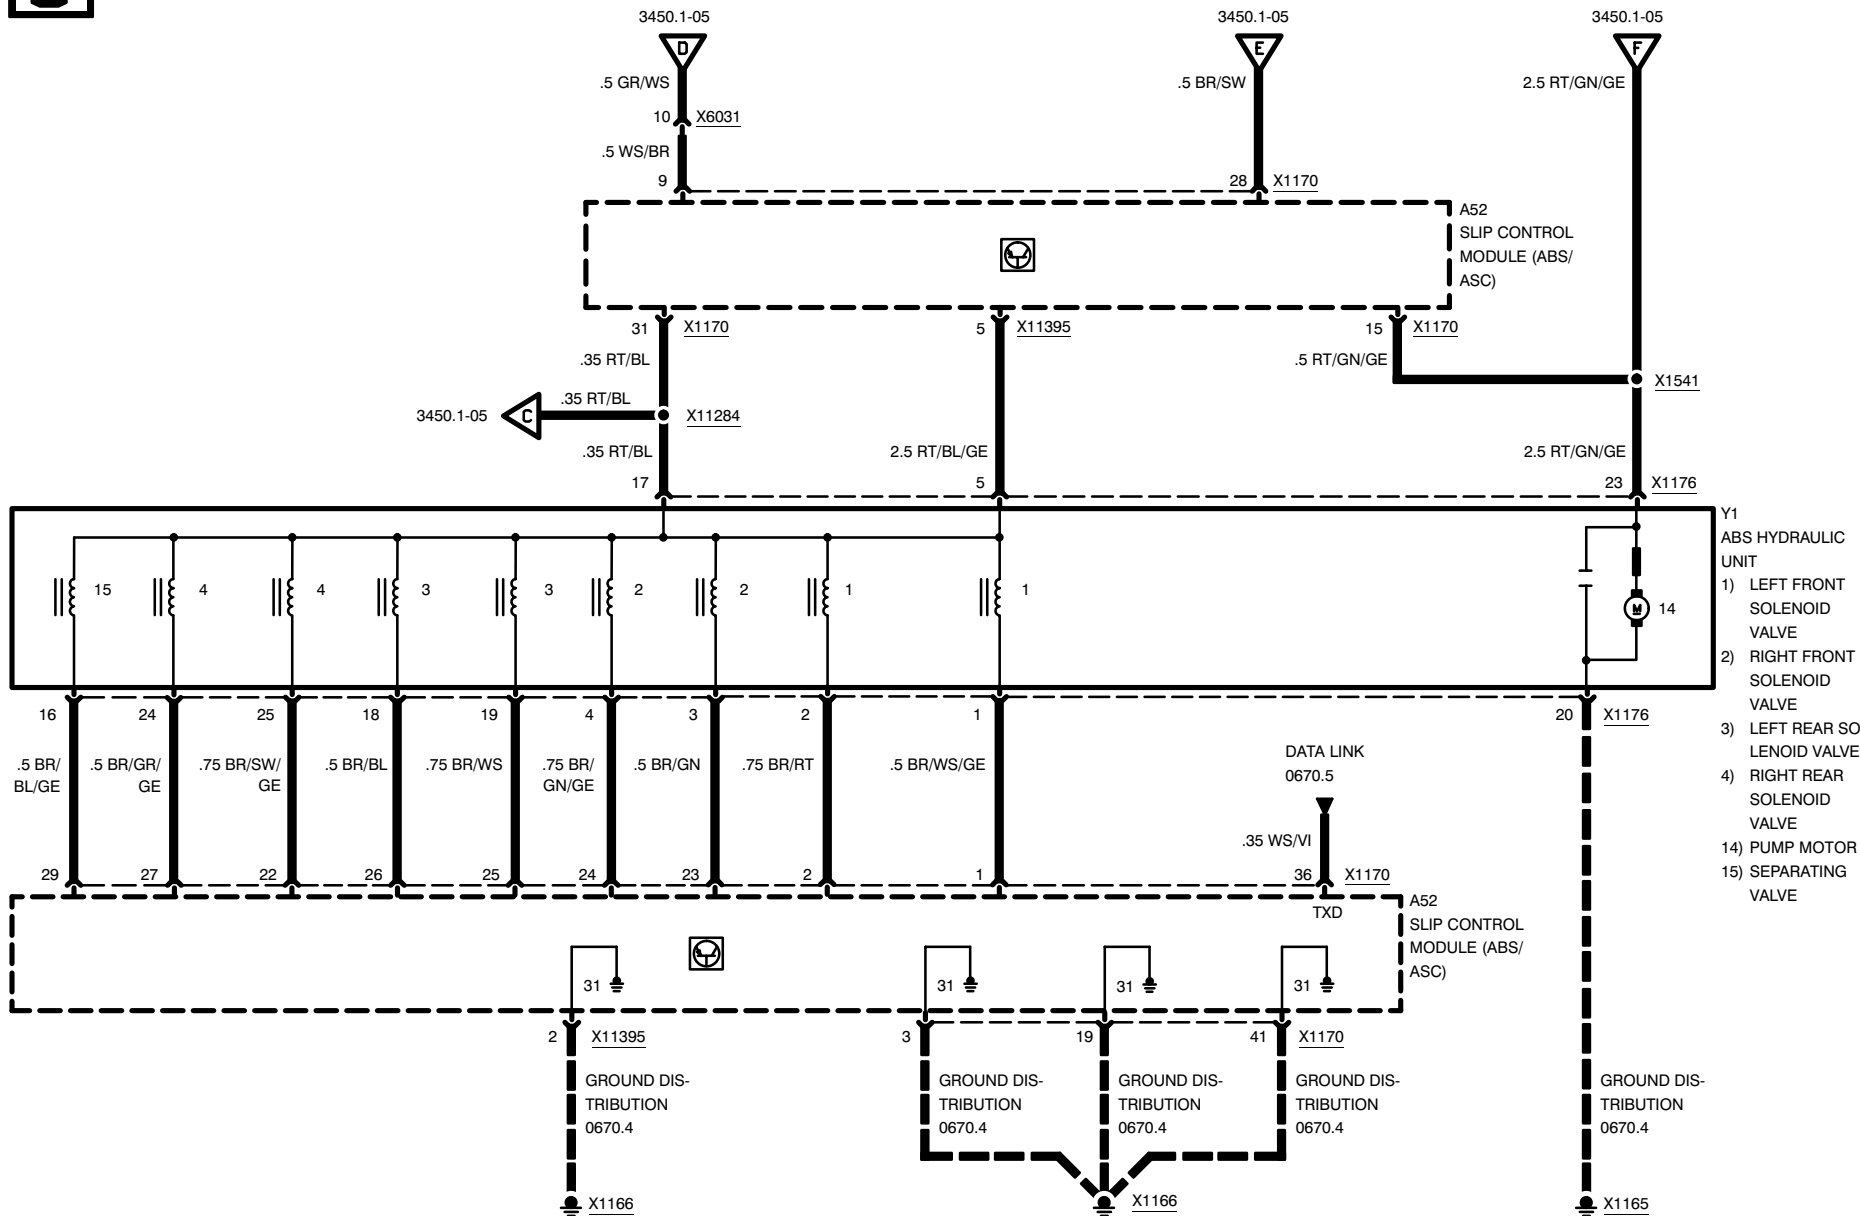 3450.1-05 3450.1-05 3450.1-05
D E F
.5 GR/WS .5 BR/SW 2.5 RT/GN/GE
10 X6031
.5 WS/BR
9 28 X1170
A52
SLIP CONTROL
MODULE (ABS/
ASC)
31 X1170 5 X11395 15 X1170
.35 RT/BL .5 RT/GN/GE
X1541
3450.1-05 C .35 RT/BL X11284
.35 RT/BL 2.5 RT/BL/GE 2.5 RT/GN/GE
17 5 23 X1176
Y1
ABS HYDRAULIC
UNIT
1) LEFT FRONT
SOLENOID
VALVE
2) RIGHT FRONT
SOLENOID
VALVE
3) LEFT REAR SO
LENOID VALVE
4) RIGHT REAR
SOLENOID
VALVE
14) PUMP MOTOR
15) SEPARATING
VALVE
15 4 4 3 3 2 2 1 1 M 14
16 24 25 18 19 4 3 2 1 20 X1176
.5 BR/
BL/GE
.5 BR/GR/
GE
.75 BR/SW/
GE
.5 BR/BL
.75 BR/WS
.75 BR/
GN/GE
.5 BR/GN
.75 BR/RT
.5 BR/WS/GE
DATA LINK
0670.5
.35 WS/VI
29 27 22 26 25 24 23 2 1 36 X1170
TXD
A52
SLIP CONTROL
MODULE (ABS/
ASC)
31 31 31 31
2 X11395 3 19 41 X1170
GROUND DIS-
TRIBUTION
0670.4
GROUND DIS-
TRIBUTION
0670.4
GROUND DIS-
TRIBUTION
0670.4
GROUND DIS-
TRIBUTION
0670.4
GROUND DIS-
TRIBUTION
0670.4
X1166 X1166 X1165